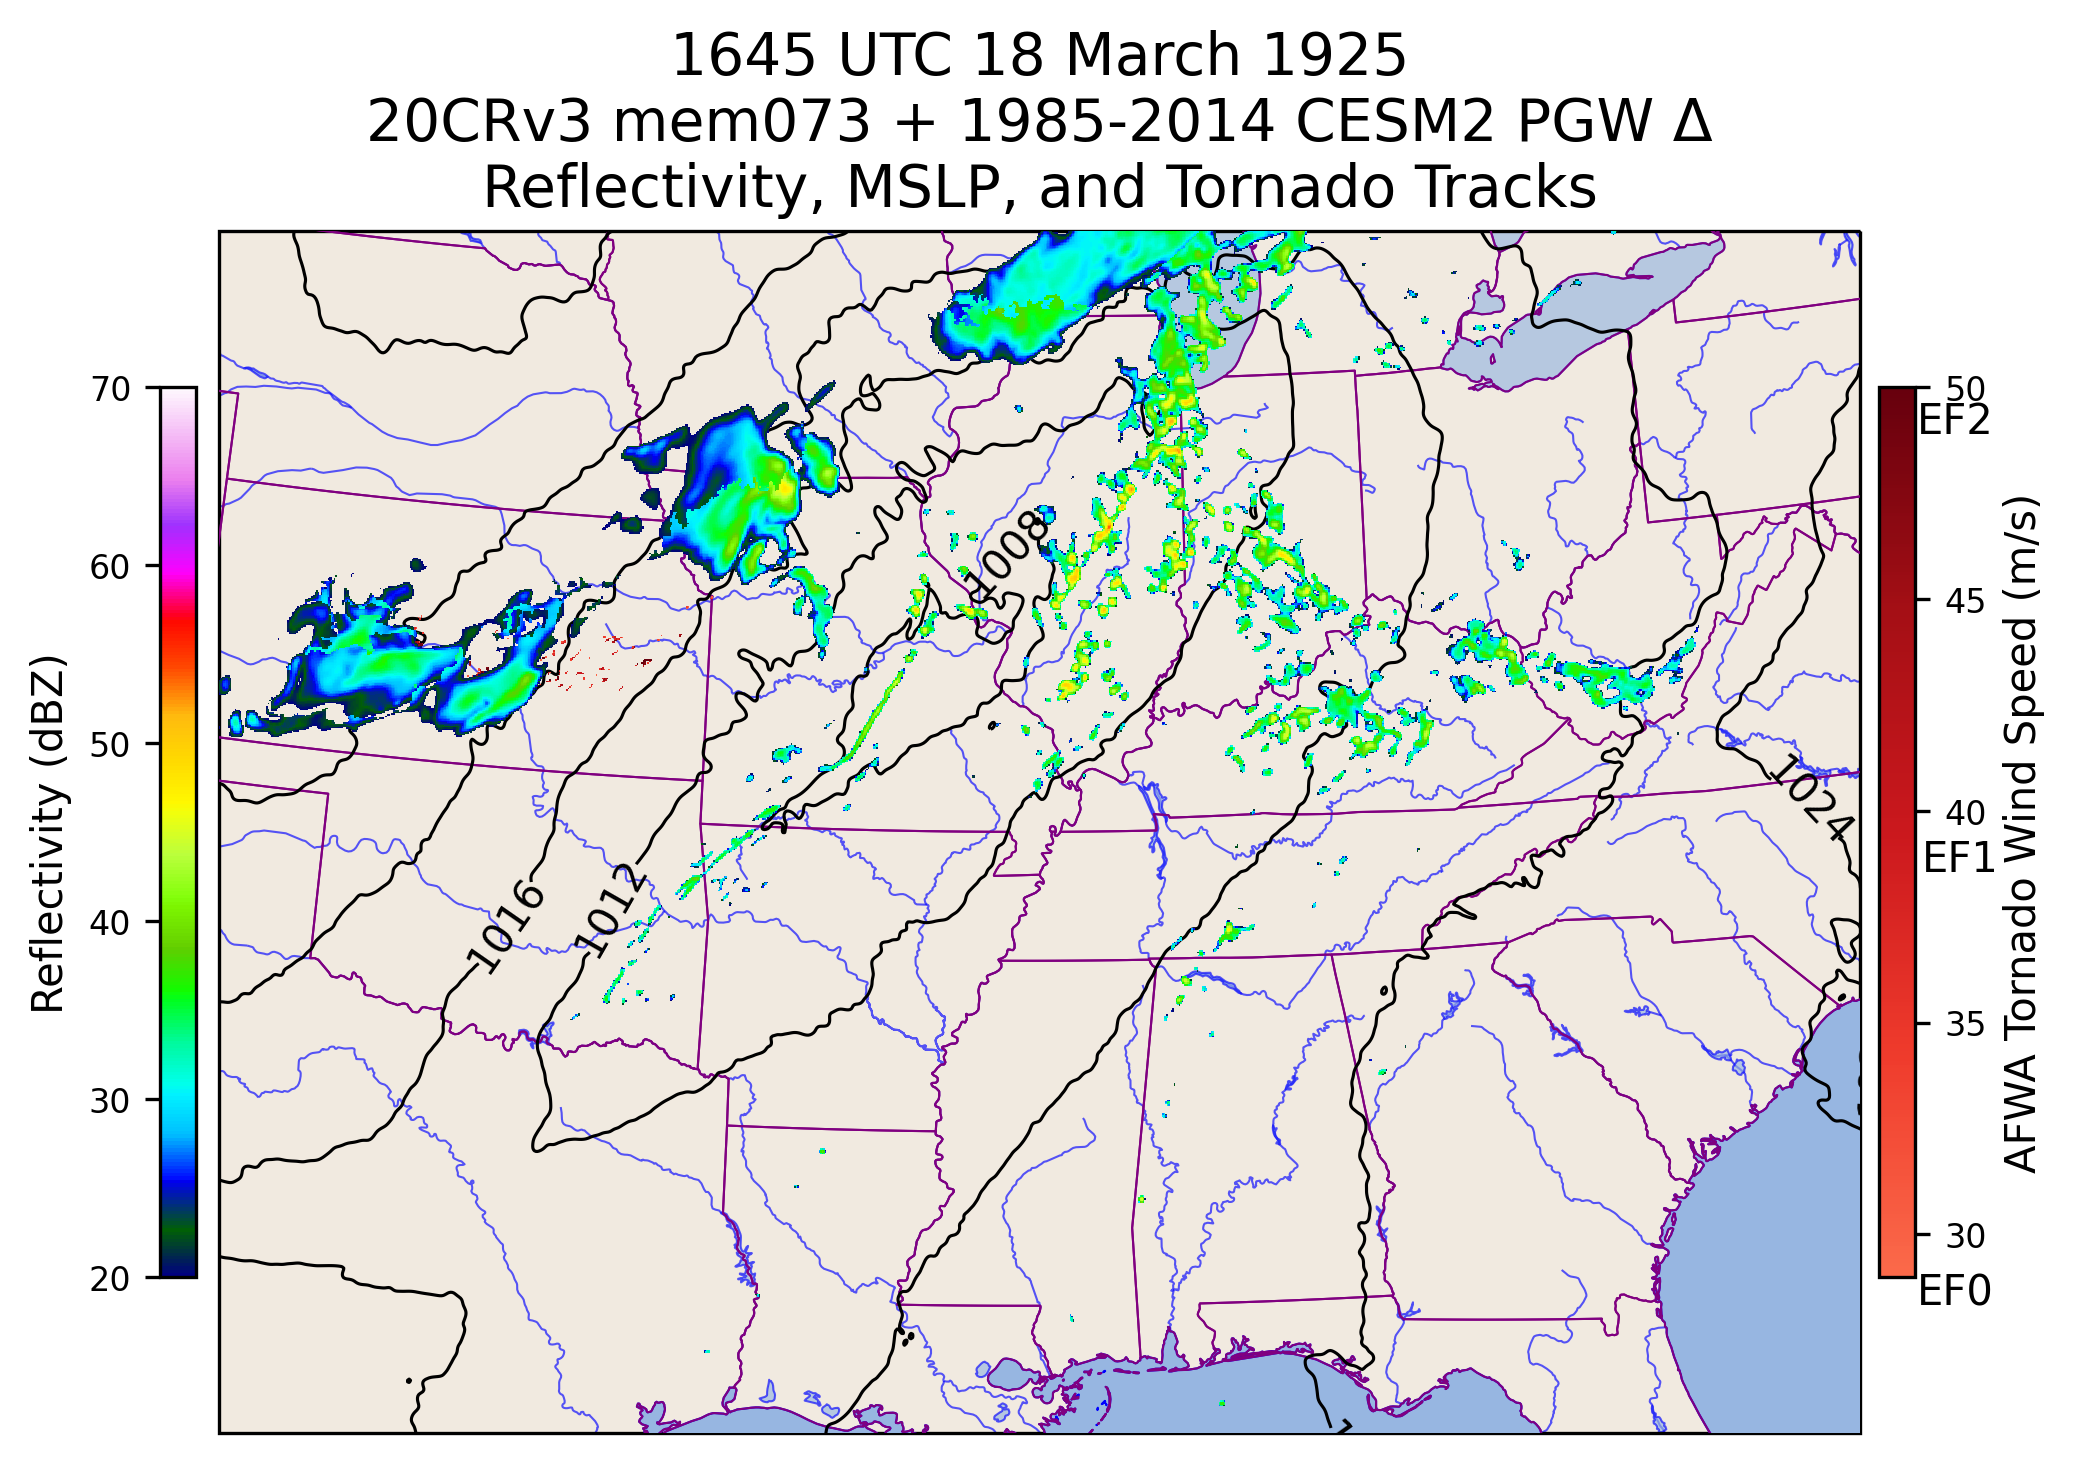 1645 UTC 18 March 1925
20CRv3 mem073 + 1985-2014 CESM2 PGW Δ
Reflectivity, MSLP, and Tornado Tracks
70
60
50
40
30
20
Reflectivity (dBZ)
1008
1016
1012
1024
50
EF2
45
40
EF1
35
30
EF0
AFWA Tornado Wind Speed (m/s)